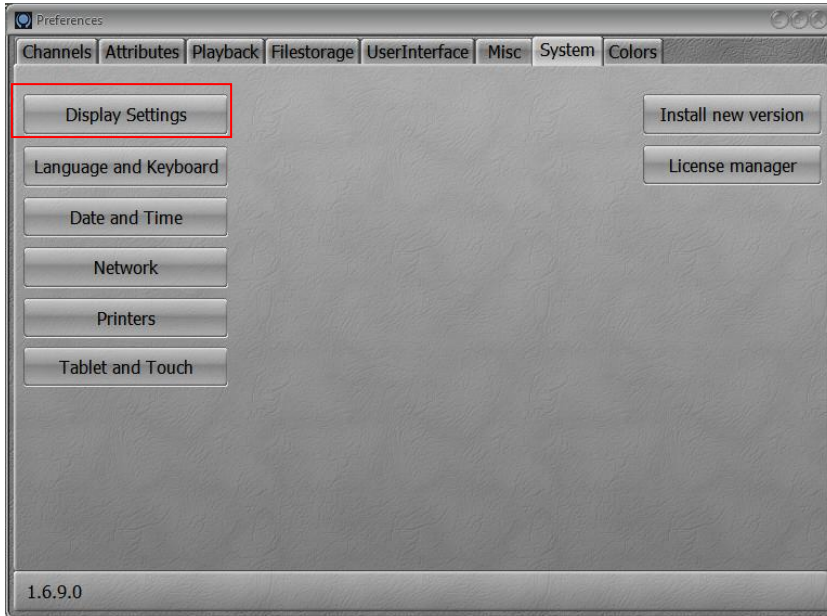 Preferences
Channels Attributes Playback Filestorage UserInterface Misc System Colors
Display Settings
Install new version
Language and Keyboard
License manager
Date and Time
Network
Printers
Tablet and Touch
1.6.9.0